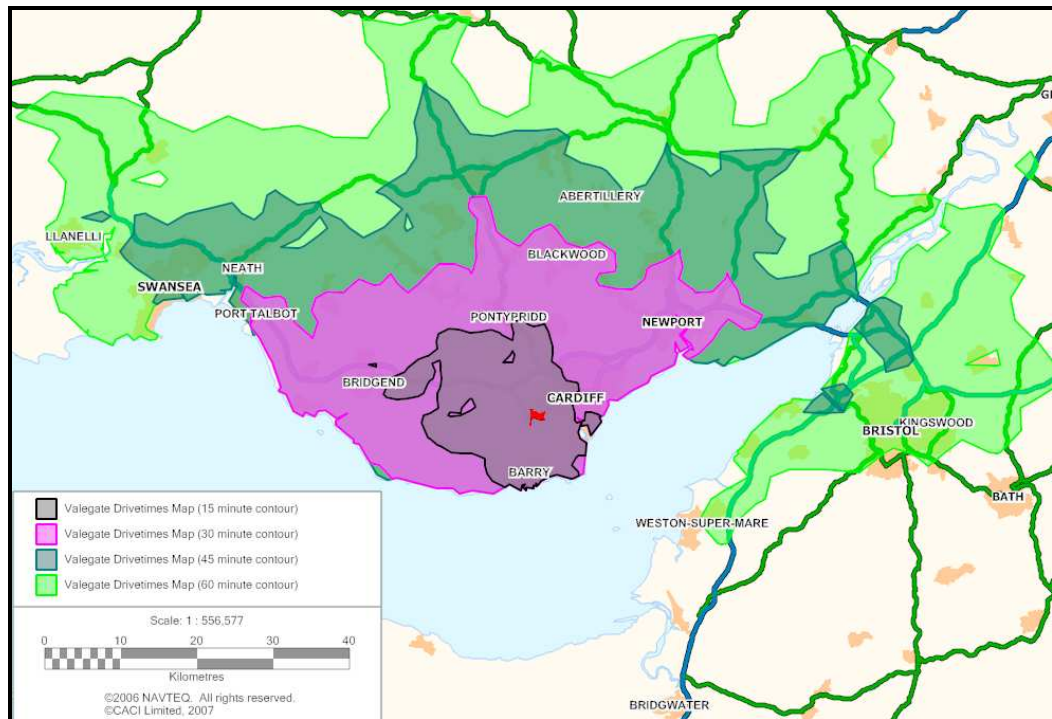 GL
ABERTILLERY
LLANELLI
BLACKWOOD
NEATH
SWANSEA
PORT TALBOT
PONTYPRIDD
NEWPORT
BRIDGEND
CARDIFF
KINGSWOOD
BRISTOL
BARRY
BATH
WESTON-SUPER-MARE
BRIDGWATER
Valegate Drivetimes Map (15 minute contour)
Valegate Drivetimes Map (30 minute contour)
Valegate Drivetimes Map (45 minute contour)
Valegate Drivetimes Map (60 minute contour)
Scale: 1 : 556,577
0 10 20 30 40
Kilometres
©2006 NAVTEQ. All rights reserved.
©CACI Limited, 2007